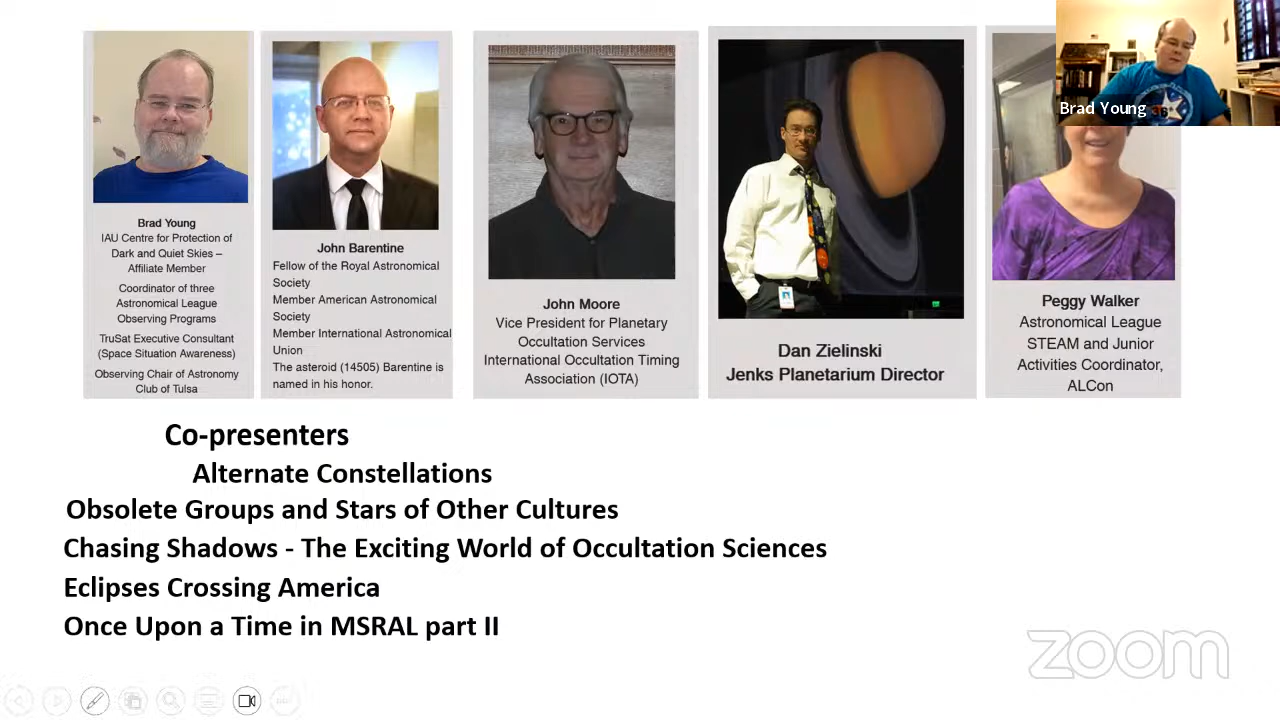 Brad Young
Brad Young
IAU Centre for Protection of
Dark and Quiet Skies –
Affiliate Member
Coordinator of three
Astronomical League
Observing Programs
TruSat Executive Consultant
(Space Situation Awareness)
Observing Chair of Astronomy
Club of Tulsa
John Barentine
Fellow of the Royal Astronomical
Society
Member American Astronomical
Society
Member International Astronomical
Union
The asteroid (14505) Barentine is
named in his honor.
John Moore
Vice President for Planetary
Occultation Services
International Occultation Timing
Association (IOTA)
Dan Zielinski
Jenks Planetarium Director
Peggy Walker
Astronomical League
STEAM and Junior
Activities Coordinator,
ALCon
Co-presenters
Alternate Constellations
Obsolete Groups and Stars of Other Cultures
Chasing Shadows - The Exciting World of Occultation Sciences
Eclipses Crossing America
Once Upon a Time in MSRAL part II
zoom